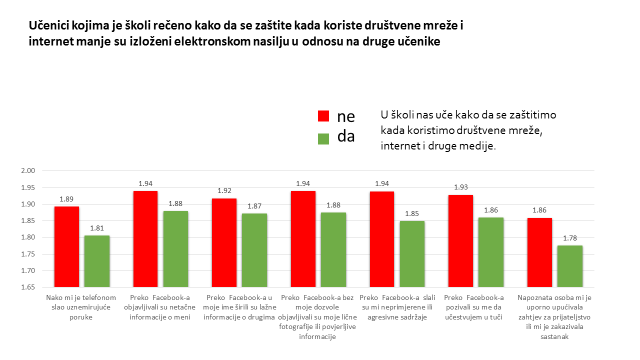 Učenici kojima je školi rečeno kako da se zaštite kada koriste društvene mreže i
internet manje su izloženi elektronskom nasilju u odnosu na druge učenike
ne
da
U školi nas uče kako da se zaštitimo
kada koristimo društvene mreže,
internet i druge medije.
2.00
1.95
1.90
1.85
1.80
1.75
1.70
1.65
1.89
1.81
1.94
1.88
1.92
1.87
1.94
1.88
1.94
1.85
1.93
1.86
1.86
1.78
Neko mi je telefonom
slao uznemirujuće
poruke
Preko Facebook-a
objavljivali su netačne
informacije o meni
Preko Facebook-a u
moje ime širili su lažne
informacije o drugima
Preko Facebook-a bez
moje dozvole
objavljivali su moje lične
fotografije ili povjerljive
informacije
Preko Facebook-a slali
su mi neprimjerene ili
agresivne sadržaje
Preko Facebook-a
pozivali su me da
učestvujem u tuči
Nepoznata osoba mi je
uporno upućivala
zahtjev za prijateljstvo
ili mi je zakazivala
sastanak